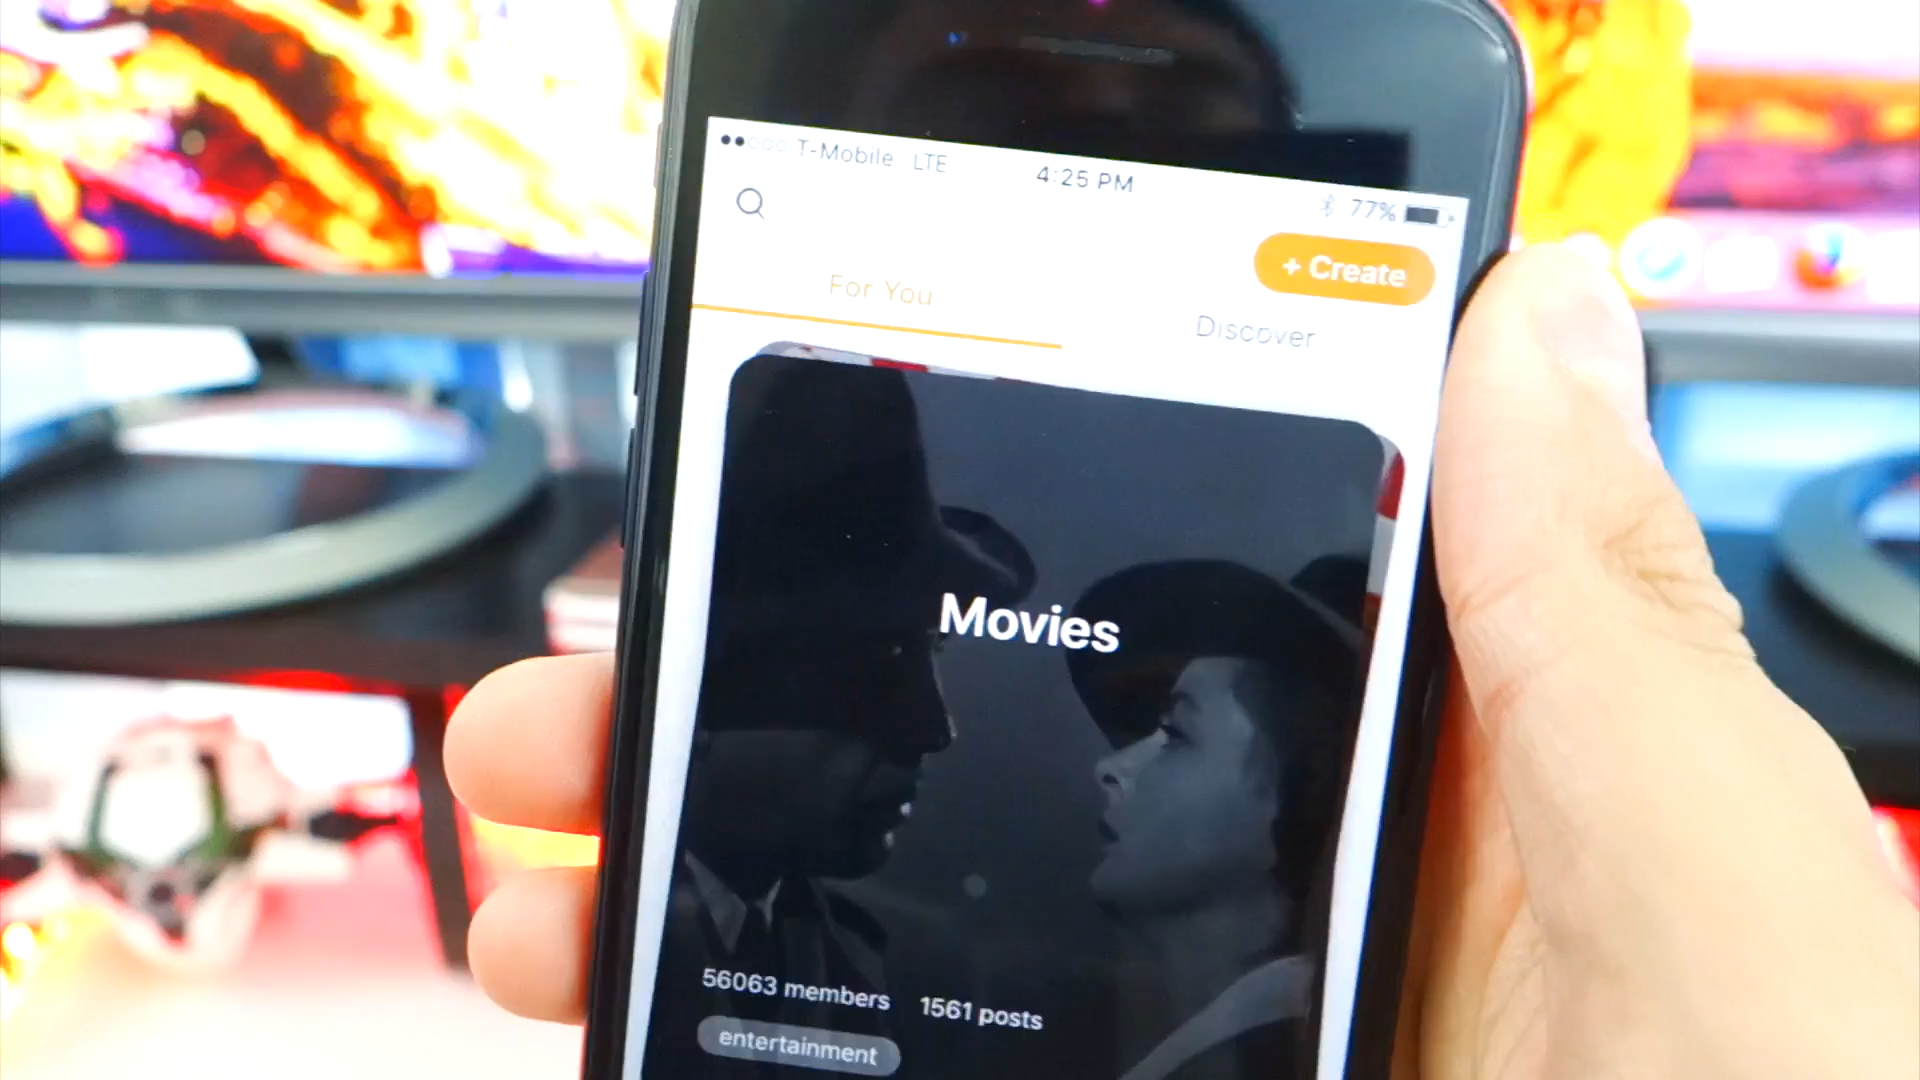 T-Mobile LTE
4:25 PM
77%
+ Create
For You
Discover
Movies
56063 members 1561 posts
entertainment